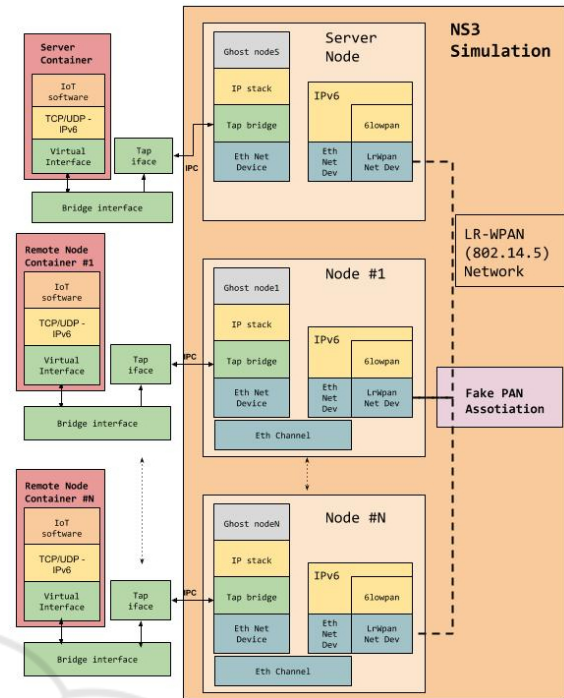 NS3
Simulation
Server
Container
IoT
software
TCP/UDP -
IPv6
Virtual
Interface
Tap
iface
Bridge interface
IPC
Server
Node
Ghost nodeS
IP stack
Tap bridge
Eth Net
Device
IPv6
6lowpan
Eth
Net
Dev
LrWpan
Net Dev
LR-WPAN
(802.14.5)
Network
Remote Node
Container #1
IoT
software
TCP/UDP -
IPv6
Virtual
Interface
Tap
iface
Bridge interface
IPC
Node #1
Ghost node1
IP stack
Tap bridge
Eth Net
Device
IPv6
6lowpan
Eth
Net
Dev
LrWpan
Net Dev
Eth Channel
Fake PAN
Assotiation
Remote Node
Container #N
IoT
software
TCP/UDP -
IPv6
Virtual
Interface
Tap
iface
Bridge interface
IPC
Node #N
Ghost nodeN
IP stack
Tap bridge
Eth Net
Device
IPv6
6lowpan
Eth
Net
Dev
LrWpan
Net Dev
Eth Channel